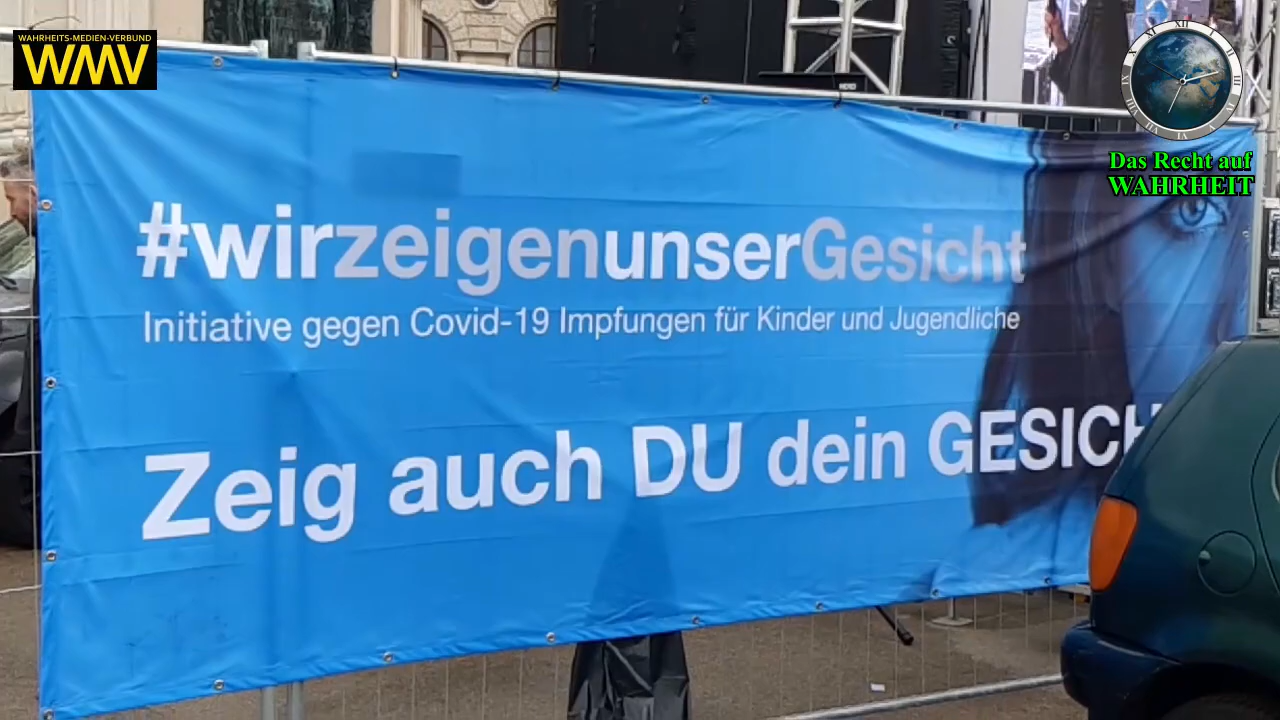 WAHRHEITS-MEDIEN-VERBUND
WMV
Das Recht auf
WAHRHEIT
#wirzeigenunserGesicht
Initiative gegen Covid-19 Impfungen für Kinder und Jugendliche
Zeig auch DU dein GESICH